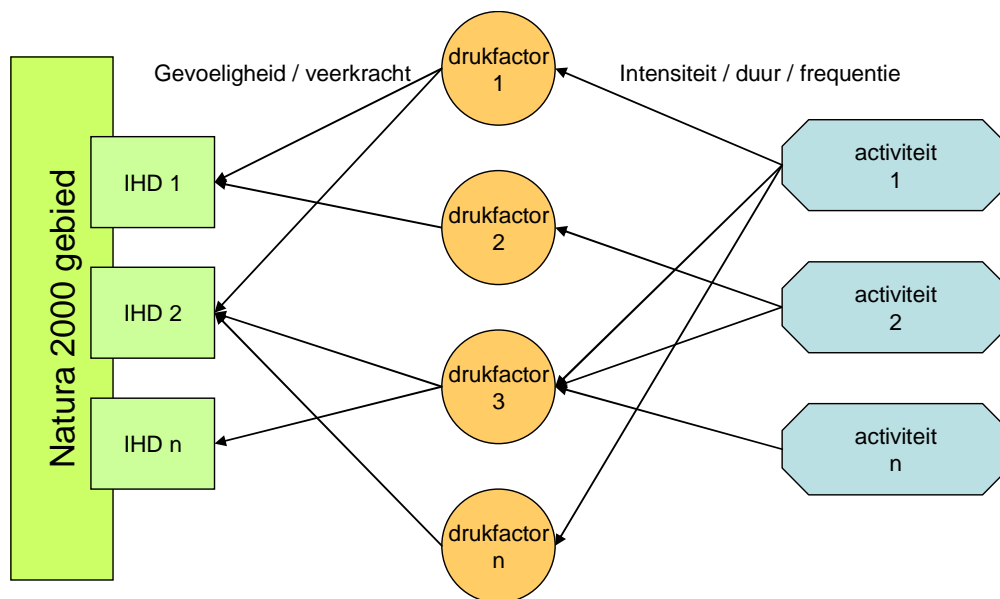 Natura 2000 gebied
Gevoeligheid / veerkracht
Intensiteit / duur / frequentie
IHD 1
IHD 2
IHD n
drukfactor
1
drukfactor
2
drukfactor
3
drukfactor
n
activiteit
1
activiteit
2
activiteit
n